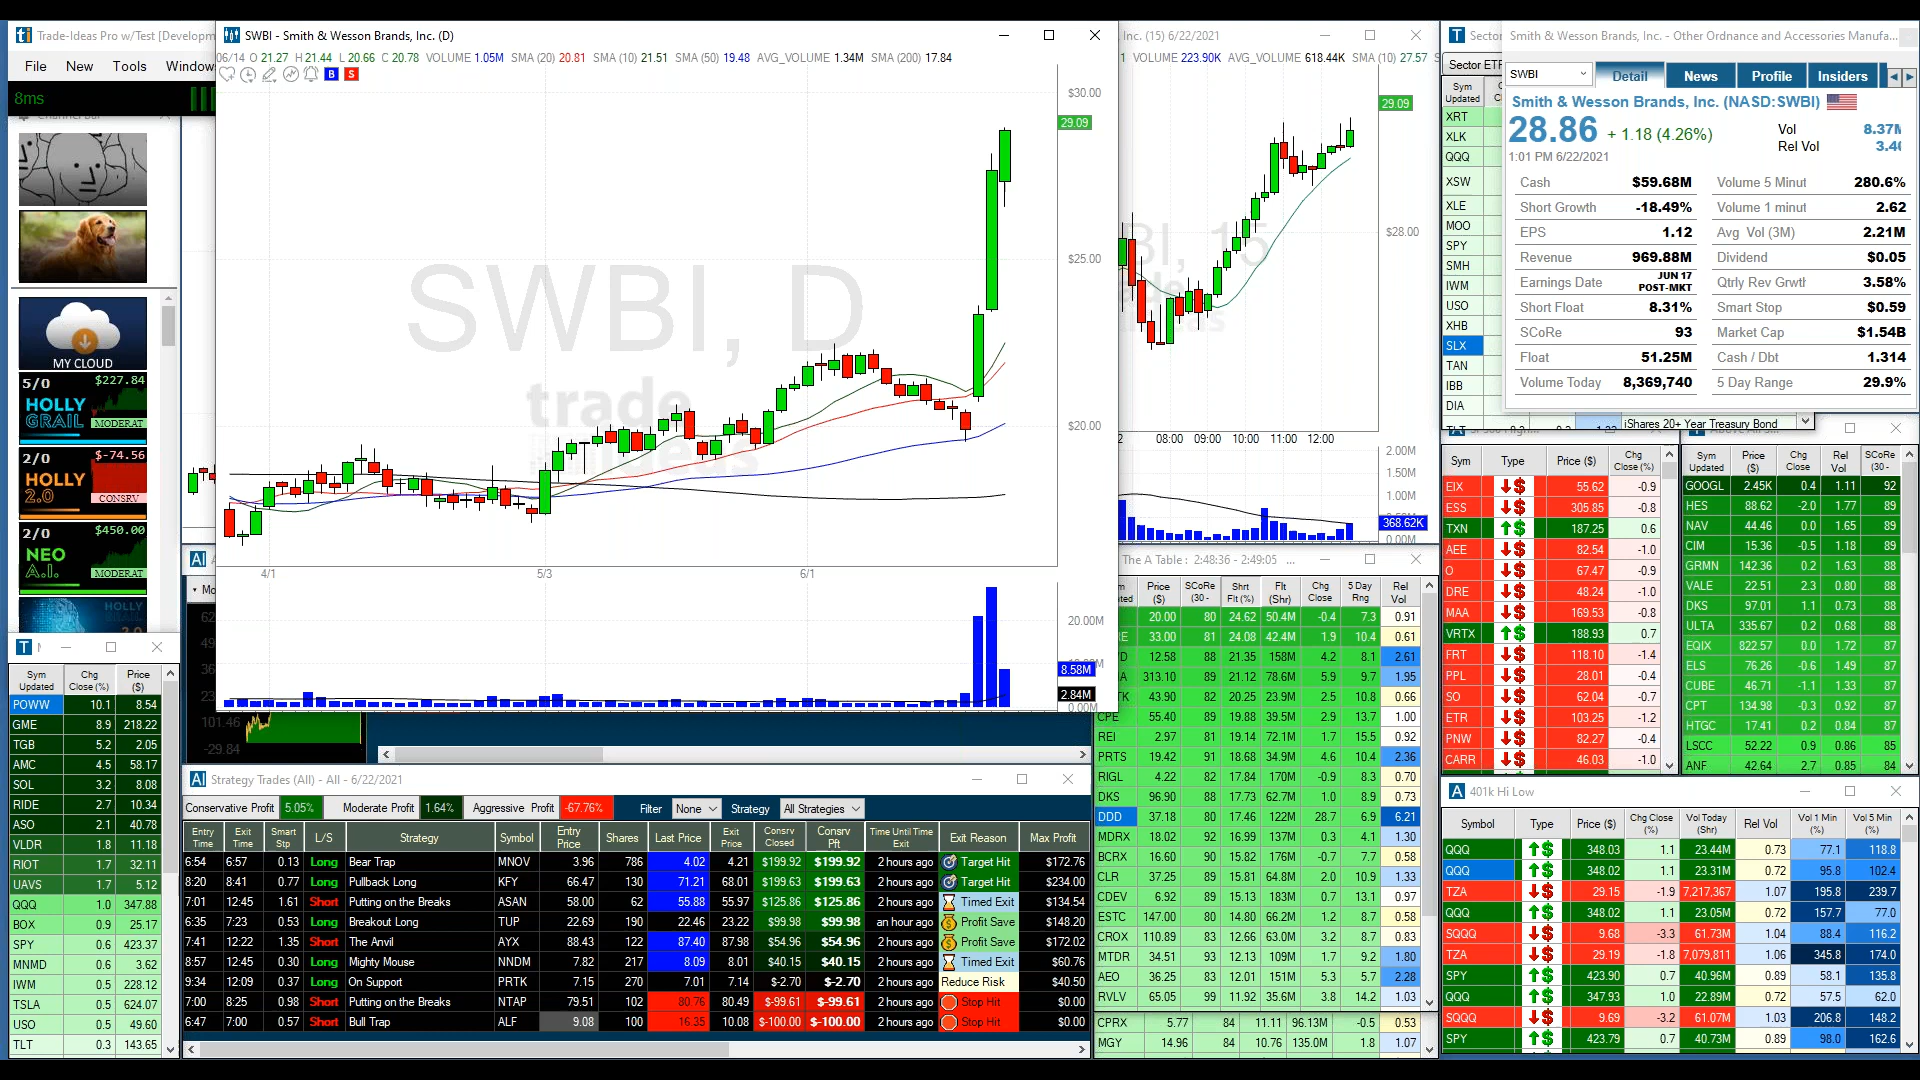 Trade-Ideas Pro w/Test [Developm
File New Tools Window
8ms
MY CLOUD
5/0 $227.84
HOLLY
GRAIL MODERAT
2/0 $-74.56
HOLLY
2.0 CONSRV
2/0 $450.00
NEO
A.I. MODERAT
SWBI - Smith & Wesson Brands, Inc. (D)
06/14 O 21.27 H 21.44 L 20.66 C 20.78 VOLUME 1.05M SMA (20) 20.81 SMA (10) 21.51 SMA (50) 19.48 AVG_VOLUME 1.34M SMA (200) 17.84
B S
$30.00
29.09
$25.00
SWBI, D
trade
ideas
$20.00
4/1 5/3 6/1
20.00M
8.58M
2.84M
0.00M
Inc. (15) 6/22/2021
VOLUME 223.90K AVG_VOLUME 618.44K SMA (10) 27.57
29.09
BI, 15
$28.00
08:00 09:00 10:00 11:00 12:00
2.00M
1.50M
1.00M
368.62K
0.00M
Sector ETF
Sym
Updated
XRT
XLK
QQQ
XSW
XLE
MOO
SPY
SMH
IWM
USO
XHB
SLX
TAN
IBB
DIA
iShares 20+ Year Treasury Bond
Smith & Wesson Brands, Inc. - Other Ordnance and Accessories Manufa...
SWBI Detail News Profile Insiders
Smith & Wesson Brands, Inc. (NASD:SWBI)
28.86 + 1.18 (4.26%) Vol 8.37M
1:01 PM 6/22/2021 Rel Vol
Cash $59.68M Volume 5 Minut 280.6%
Short Growth -18.49% Volume 1 minut 2.62
EPS 1.12 Avg Vol (3M) 2.21M
Revenue 969.88M Dividend $0.05
Earnings Date JUN 17 POST-MKT Qtrly Rev Grwth 3.58%
Short Float 8.31% Smart Stop $0.59
SCoRe 93 Market Cap $1.54B
Float 51.25M Cash / Dbt 1.314
Volume Today 8,369,740 5 Day Range 29.9%
Sym Updated Chg Close (%) Price ($)
POWW 10.1 8.54
GME 8.9 218.22
TGB 5.2 2.05
AMC 4.5 58.17
SOL 3.2 8.08
RIDE 2.7 10.34
ASO 2.1 40.78
VLDR 1.8 11.18
RIOT 1.7 32.11
UAVS 1.7 5.12
QQQ 1.0 347.88
BOX 0.9 25.17
SPY 0.6 423.37
MNMD 0.6 3.62
IWM 0.5 228.12
TSLA 0.5 624.07
USO 0.5 49.60
TLT 0.3 143.65
101.46
-29.84
AI Strategy Trades (All) - All - 6/22/2021
Conservative Profit 5.05% Moderate Profit 1.64% Aggressive Profit -67.76% Filter None Strategy All Strategies
Entry Time Exit Time Smart Stp L/S Strategy Symbol Entry Price Shares Last Price Exit Price Consrv Closed Consrv Pft Time Until Time Exit Exit Reason Max Profit
6:54 6:57 0.13 Long Bear Trap MNOV 3.96 786 4.02 4.21 $199.92 $199.92 2 hours ago Target Hit $172.76
8:20 8:41 0.77 Long Pullback Long KFY 66.47 130 71.21 68.01 $199.63 $199.63 2 hours ago Target Hit $234.00
7:01 12:45 1.61 Short Putting on the Breaks ASAN 58.00 62 55.88 55.97 $125.86 $125.86 2 hours ago Timed Exit $134.54
6:35 7:23 0.53 Long Breakout Long TUP 22.69 190 22.46 23.22 $99.98 $99.98 an hour ago Profit Save $148.20
7:41 12:22 1.35 Short The Anvil AYX 88.43 122 87.40 87.98 $54.96 $54.96 2 hours ago Profit Save $172.02
8:57 12:45 0.30 Long Mighty Mouse NNDM 7.82 217 8.09 8.01 $40.15 $40.15 2 hours ago Timed Exit $60.76
9:34 12:09 0.37 Long On Support PRTK 7.15 270 7.01 7.14 $-2.70 $-2.70 2 hours ago Reduce Risk $40.50
7:00 8:25 0.98 Short Putting on the Breaks NTAP 79.51 102 80.76 80.49 $-99.61 $-99.61 2 hours ago Stop Hit $0.00
6:47 7:00 0.57 Short Bull Trap ALF 9.08 100 16.35 10.08 $-100.00 $-100.00 2 hours ago Stop Hit $0.00
The A Table : 2:48:36 - 2:49:05 ...
Price ($) SCoRe (30 - Shrt Flt (%) Flt (Shr) Chg Close 5 Day Rng Rel Vol
20.00 80 24.62 50.4M -0.4 7.3 0.91
33.00 81 24.08 42.4M 1.9 10.4 0.61
12.58 88 21.35 158M 4.2 8.1 2.61
313.10 89 21.12 78.6M 5.9 9.7 1.95
43.90 82 20.25 23.9M 2.5 10.8 0.66
CPE 55.40 89 19.88 39.5M 2.9 13.7 1.00
REI 2.97 81 19.14 72.1M 1.7 15.5 0.92
PRTS 19.42 91 18.68 34.9M 4.6 10.4 2.36
RIGL 4.22 82 17.84 170M -0.9 8.3 0.70
DKS 96.90 88 17.73 62.7M 1.0 8.9 0.73
DDD 37.18 80 17.46 122M 28.7 6.9 6.21
MDRX 18.02 92 16.99 137M 0.3 4.1 1.30
BCRX 16.60 90 15.82 176M -0.7 7.7 0.58
CLR 37.25 89 15.81 64.8M 2.0 10.9 1.33
CDEV 6.92 89 15.13 183M 0.7 13.1 0.97
ESTC 147.00 80 14.80 66.2M 1.2 8.7 0.58
CROX 110.89 83 12.66 63.0M 3.2 8.7 0.83
MTDR 34.51 93 12.13 109M 1.7 9.2 1.80
AEO 36.25 83 12.01 151M 5.3 5.7 2.28
RVLV 65.05 99 11.92 35.6M 3.8 14.2 1.03
CPRX 5.77 84 11.11 96.13M -0.5 0.53
MGY 14.96 84 10.76 135.0M 1.8 1.07
Sym Type Price ($) Chg Close (%)
EIX 55.62 -0.9
ESS 305.85 -0.8
TXN 187.25 0.6
AEE 82.54 -1.0
O 67.47 -0.9
DRE 48.24 -1.0
MAA 169.53 -0.8
VRTX 188.93 0.7
FRT 118.10 -1.4
PPL 28.01 -0.4
SO 62.04 -0.7
ETR 103.25 -1.2
PNW 82.27 -0.4
CARR 46.03 -1.0
Sym Updated Price ($) Chg Close Rel Vol SCoRe (30 -
GOOGL 2.45K 0.4 1.11 92
HES 88.62 -2.0 1.77 89
NAV 44.46 0.0 1.65 89
CIM 15.36 -0.5 1.18 89
GRMN 142.36 0.2 1.63 88
VALE 22.51 2.3 0.80 88
DKS 97.01 1.1 0.73 88
ULTA 335.67 0.2 0.68 88
EQIX 822.57 0.0 1.72 87
ELS 76.26 -0.6 1.49 87
CUBE 46.71 -1.1 1.33 87
CPT 134.98 -0.3 0.92 87
HTGC 17.41 0.2 0.84 87
LSCC 52.22 0.9 0.86 85
ANF 42.64 2.7 0.85 84
401k Hi Low
Symbol Type Price ($) Chg Close (%) Vol Today (Shr) Rel Vol Vol 1 Min (%) Vol 5 Min (%)
QQQ 348.03 1.1 23.44M 0.73 77.1 118.8
QQQ 348.02 1.1 23.31M 0.72 95.8 102.4
TZA 29.15 -1.9 7,217,367 1.07 195.8 239.7
QQQ 348.02 1.1 23.05M 0.72 157.7 77.0
SQQQ 9.68 -3.3 61.73M 1.04 88.4 116.2
TZA 29.19 -1.8 7,079,811 1.06 345.8 174.0
SPY 423.90 0.7 40.96M 0.89 58.1 135.8
QQQ 347.93 1.0 22.89M 0.72 57.5 62.0
SQQQ 9.69 -3.2 61.07M 1.03 206.8 148.2
SPY 423.79 0.7 40.73M 0.89 98.0 162.6